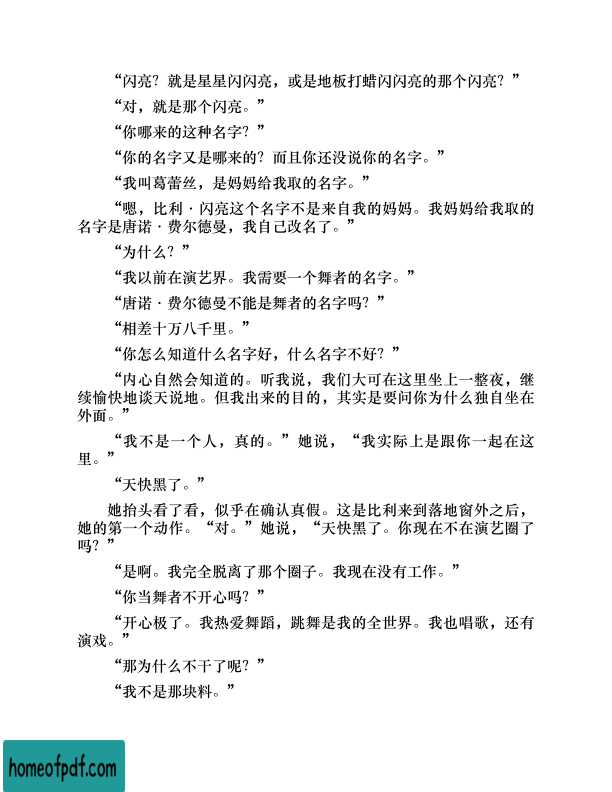 “闪亮？就是星星闪闪亮，或是地板打蜡闪闪亮的那个闪亮？”
“对，就是那个闪亮。”
“你哪来的这种名字？”
“你的名字又是哪来的？而且你还没说你的名字。”
“我叫葛蕾丝，是妈妈给我取的名字。”
“嗯，比利·闪亮这个名字不是来自我的妈妈。我妈妈给我取的
名字是唐诺·费尔德曼，我自己改名了。”
“为什么？”
“我以前在演艺界。我需要一个舞者的名字。”
“唐诺·费尔德曼不能是舞者的名字吗？”
“相差十万八千里。”
“你怎么知道什么名字好，什么名字不好？”
“内心自然会知道的。听我说，我们大可在这里坐上一整夜，继
续愉快地谈天说地。但我出来的目的，其实是要问你为什么独自坐在
外面。”
“我不是一个人，真的。”她说，“我实际上是跟你一起在这
里。”
“天快黑了。”
她抬头看了看，似乎在确认真假。这是比利来到落地窗外之后，
她的第一个动作。“对。”她说，“天快黑了。你现在不在演艺圈了
吗？”
“是啊。我完全脱离了那个圈子。我现在没有工作。”
“你当舞者不开心吗？”
“开心极了。我热爱舞蹈，跳舞是我的全世界。我也唱歌，还有
演戏。”
“那为什么不干了呢？”
“我不是那块料。”
homeofpdf.com